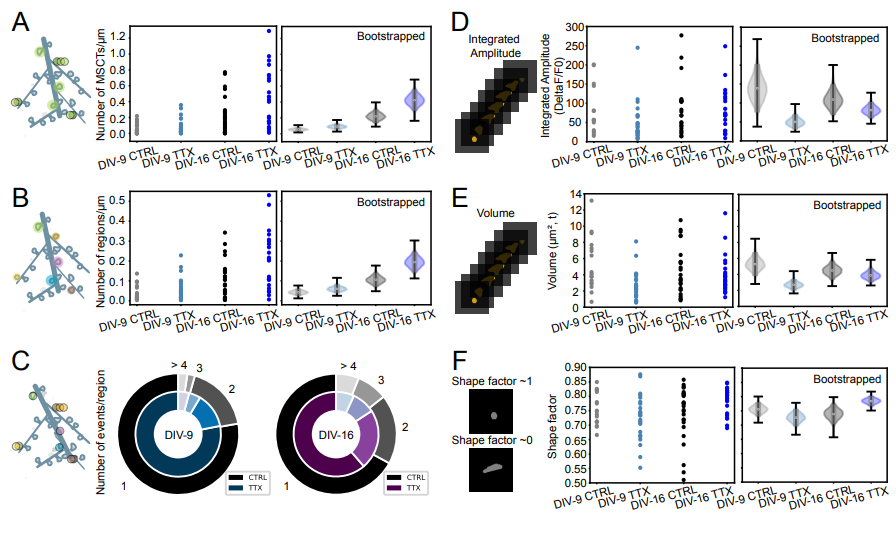 A
Number of MSCTs/µm
1.2
1.0
0.8
0.6
0.4
0.2
0.0
DIV-9 CTRL
DIV-9 TTX
DIV-16 CTRL
DIV-16 TTX
Bootstrapped
DIV-9 CTRL
DIV-9 TTX
DIV-16 CTRL
DIV-16 TTX
B
Number of regions/µm
0.5
0.4
0.3
0.2
0.1
0.0
DIV-9 CTRL
DIV-9 TTX
DIV-16 CTRL
DIV-16 TTX
Bootstrapped
DIV-9 CTRL
DIV-9 TTX
DIV-16 CTRL
DIV-16 TTX
C
Number of events/region
> 4
3
2
1
DIV-9
CTRL
TTX
> 4
3
2
1
DIV-16
CTRL
TTX
D
Integrated
Amplitude
Integrated Amplitude
(DeltaF/F0)
300
250
200
150
100
50
0
DIV-9 CTRL
DIV-9 TTX
DIV-16 CTRL
DIV-16 TTX
Bootstrapped
DIV-9 CTRL
DIV-9 TTX
DIV-16 CTRL
DIV-16 TTX
E
Volume
Volume (µm², t)
14
12
10
8
6
4
2
0
DIV-9 CTRL
DIV-9 TTX
DIV-16 CTRL
DIV-16 TTX
Bootstrapped
DIV-9 CTRL
DIV-9 TTX
DIV-16 CTRL
DIV-16 TTX
F
Shape factor ~1
Shape factor ~0
Shape factor
0.90
0.85
0.80
0.75
0.70
0.65
0.60
0.55
0.50
DIV-9 CTRL
DIV-9 TTX
DIV-16 CTRL
DIV-16 TTX
Bootstrapped
DIV-9 CTRL
DIV-9 TTX
DIV-16 CTRL
DIV-16 TTX